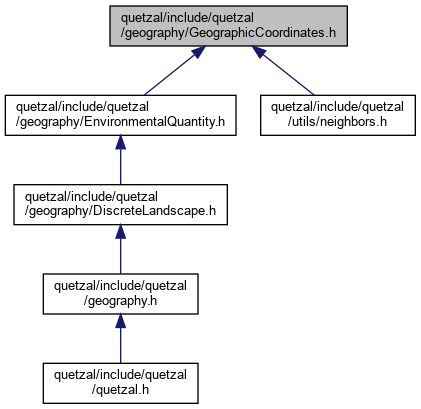 quetzal/include/quetzal
/geography/GeographicCoordinates.h
quetzal/include/quetzal
/geography/EnvironmentalQuantity.h
quetzal/include/quetzal
/utils/neighbors.h
quetzal/include/quetzal
/geography/DiscreteLandscape.h
quetzal/include/quetzal
/geography.h
quetzal/include/quetzal
/quetzal.h